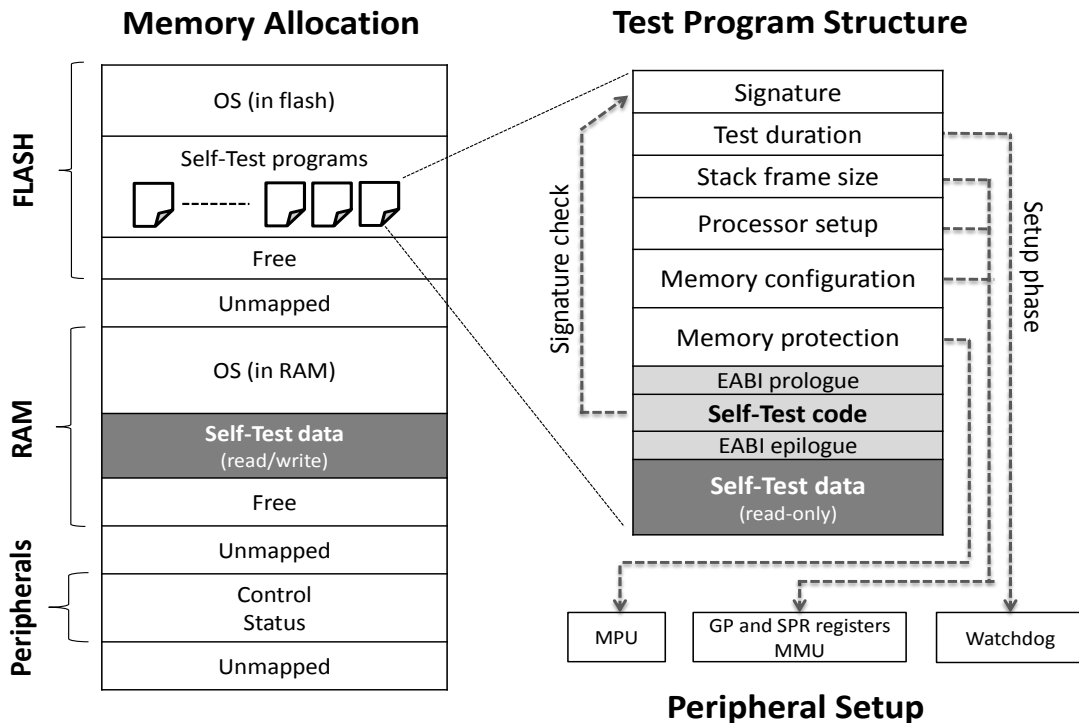 Memory Allocation
FLASH
OS (in flash)
Self-Test programs
Free
Unmapped
RAM
OS (in RAM)
Self-Test data
(read/write)
Free
Unmapped
Peripherals
Control
Status
Unmapped
Test Program Structure
Signature
Test duration
Stack frame size
Processor setup
Memory configuration
Memory protection
EABI prologue
Self-Test code
EABI epilogue
Self-Test data
(read-only)
Signature check
Setup phase
MPU
GP and SPR registers
MMU
Watchdog
Peripheral Setup